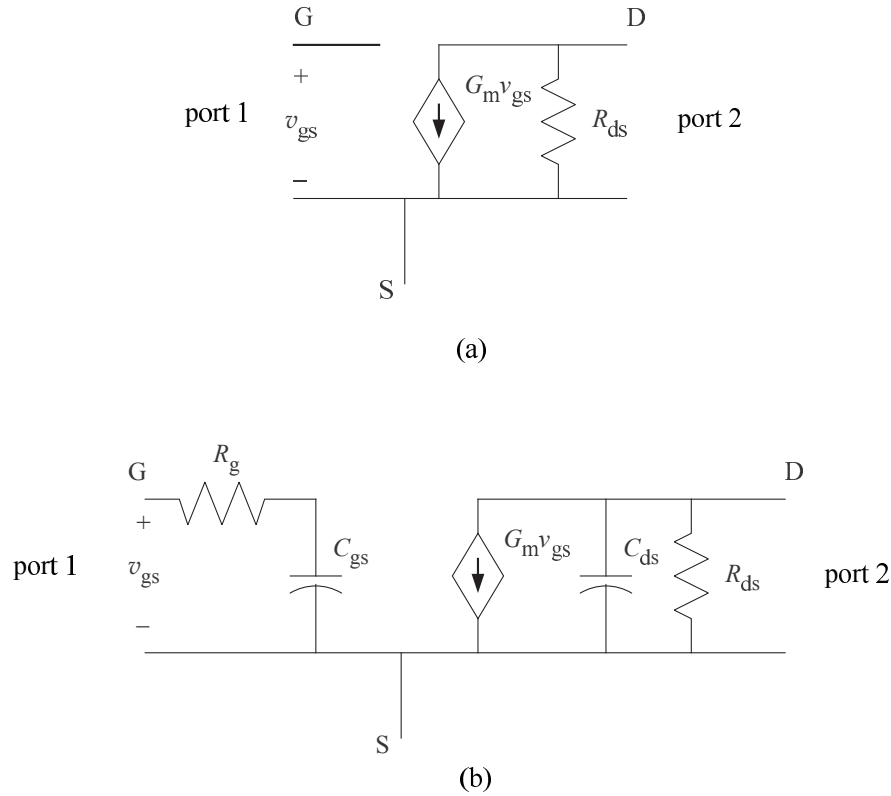 G D
+
port 1 v_gs G_m v_gs R_ds port 2
−
S
(a)
R_g
G D
+
port 1 v_gs C_gs G_m v_gs C_ds R_ds port 2
−
S
(b)